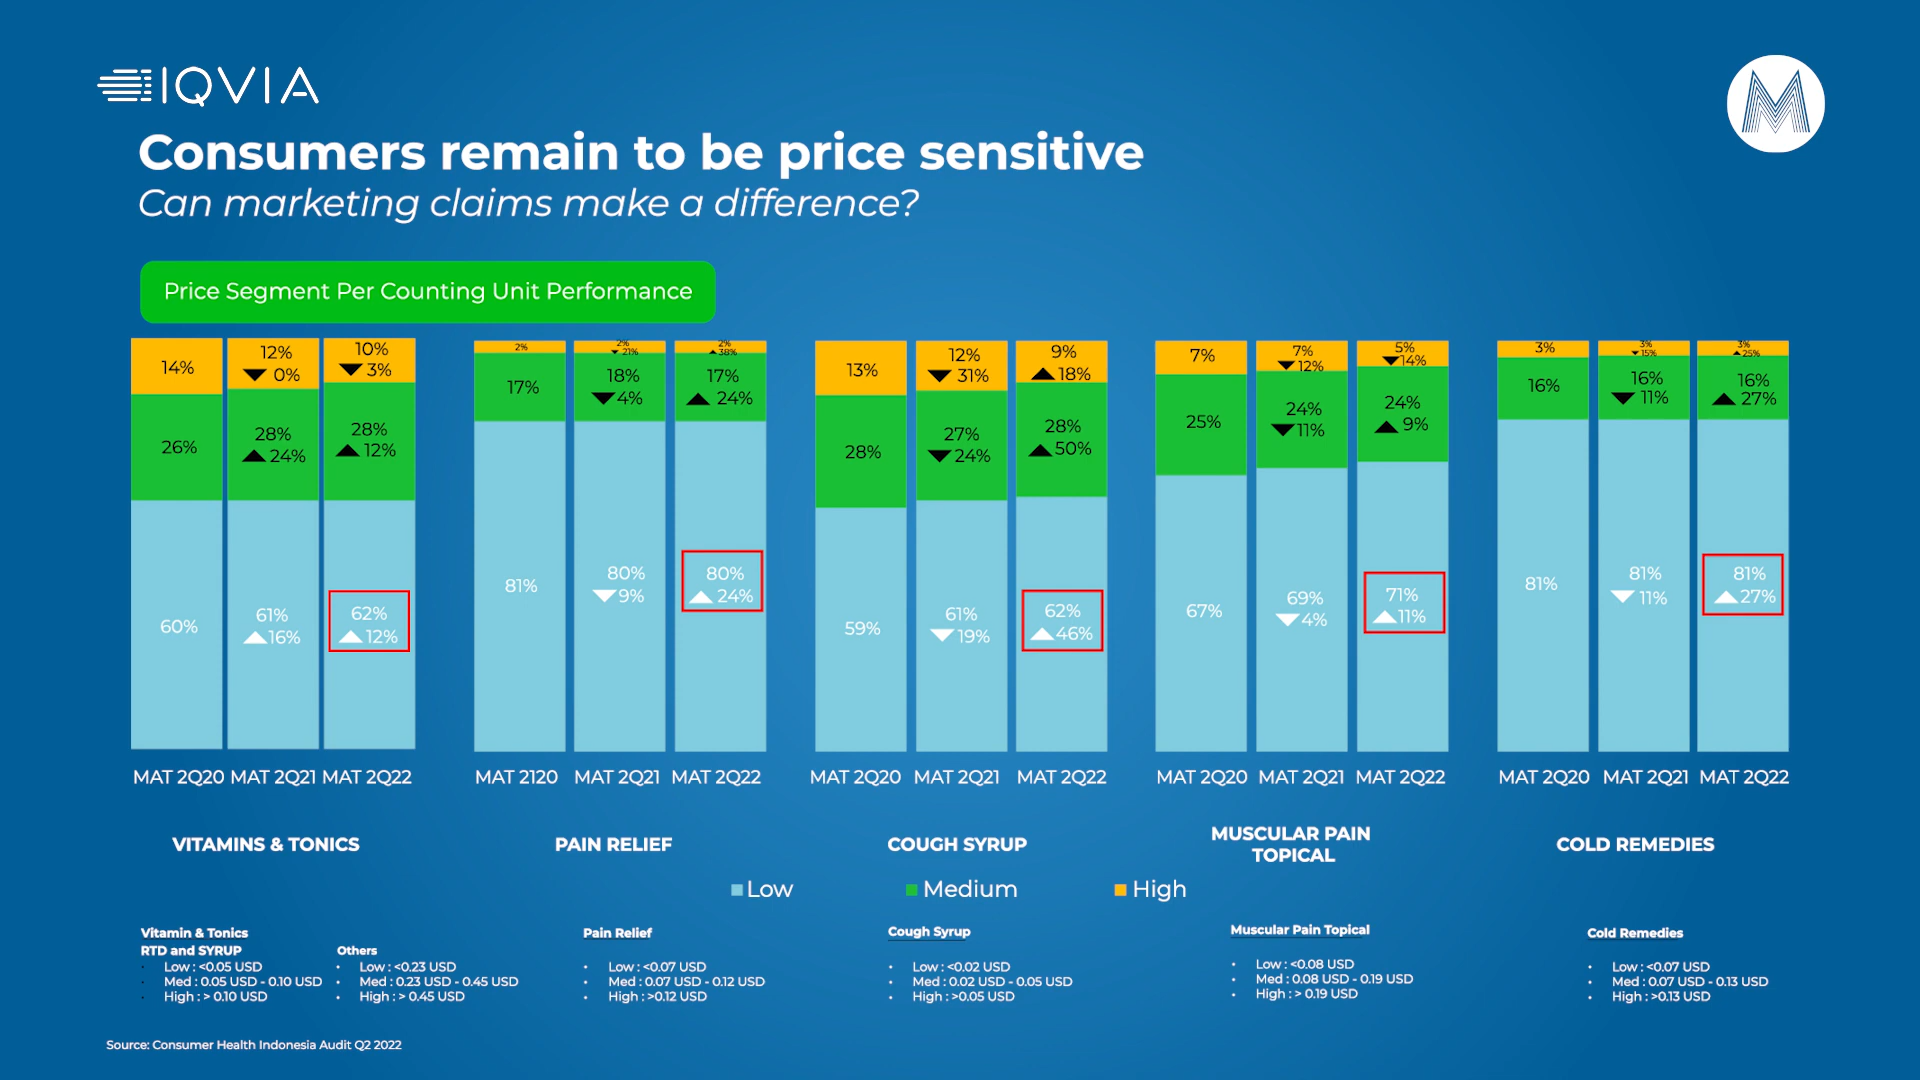 IQVIA
M
Consumers remain to be price sensitive
Can marketing claims make a difference?
Price Segment Per Counting Unit Performance
14%
26%
60%
12%
▼ 0%
28%
▲ 24%
61%
▲ 16%
10%
▼ 3%
28%
▲ 12%
62%
▲ 12%
MAT 2Q20 MAT 2Q21 MAT 2Q22
VITAMINS & TONICS
2%
17%
81%
2%
▼ 21%
18%
▼ 4%
80%
▼ 9%
2%
▲ 38%
17%
▲ 24%
80%
▲ 24%
MAT 2120 MAT 2Q21 MAT 2Q22
PAIN RELIEF
13%
28%
59%
12%
▼ 31%
27%
▼ 24%
61%
▼ 19%
9%
▲ 18%
28%
▲ 50%
62%
▲ 46%
MAT 2Q20 MAT 2Q21 MAT 2Q22
COUGH SYRUP
7%
25%
67%
7%
▼ 12%
24%
▼ 11%
69%
▼ 4%
5%
▼ 14%
24%
▲ 9%
71%
▲ 11%
MAT 2Q20 MAT 2Q21 MAT 2Q22
MUSCULAR PAIN
TOPICAL
3%
16%
81%
3%
▼ 15%
16%
▼ 11%
81%
▼ 11%
3%
▲ 25%
16%
▲ 27%
81%
▲ 27%
MAT 2Q20 MAT 2Q21 MAT 2Q22
COLD REMEDIES
Low Medium High
Vitamin & Tonics
RTD and SYRUP
• Low : <0.05 USD
• Med : 0.05 USD - 0.10 USD
• High : > 0.10 USD
Others
• Low : <0.23 USD
• Med : 0.23 USD - 0.45 USD
• High : > 0.45 USD
Pain Relief
• Low : <0.07 USD
• Med : 0.07 USD - 0.12 USD
• High : >0.12 USD
Cough Syrup
• Low : <0.02 USD
• Med : 0.02 USD - 0.05 USD
• High : >0.05 USD
Muscular Pain Topical
• Low : <0.08 USD
• Med : 0.08 USD - 0.19 USD
• High : > 0.19 USD
Cold Remedies
• Low : <0.07 USD
• Med : 0.07 USD - 0.13 USD
• High : >0.13 USD
Source: Consumer Health Indonesia Audit Q2 2022